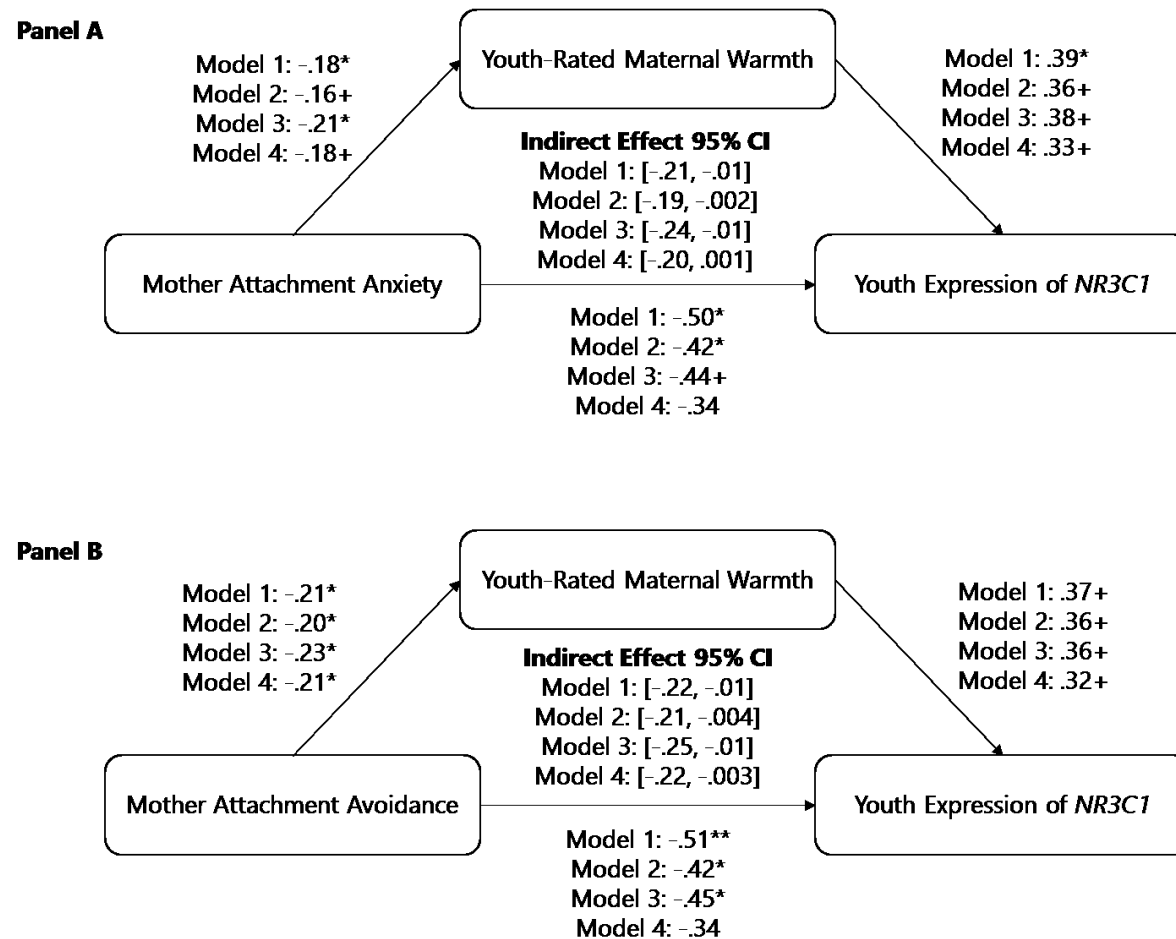 Panel A
Model 1: -.18*
Model 2: -.16+
Model 3: -.21*
Model 4: -.18+
Youth-Rated Maternal Warmth
Model 1: .39*
Model 2: .36+
Model 3: .38+
Model 4: .33+
Indirect Effect 95% CI
Model 1: [-.21, -.01]
Model 2: [-.19, -.002]
Model 3: [-.24, -.01]
Model 4: [-.20, .001]
Mother Attachment Anxiety
Youth Expression of NR3C1
Model 1: -.50*
Model 2: -.42*
Model 3: -.44+
Model 4: -.34
Panel B
Model 1: -.21*
Model 2: -.20*
Model 3: -.23*
Model 4: -.21*
Youth-Rated Maternal Warmth
Model 1: .37+
Model 2: .36+
Model 3: .36+
Model 4: .32+
Indirect Effect 95% CI
Model 1: [-.22, -.01]
Model 2: [-.21, -.004]
Model 3: [-.25, -.01]
Model 4: [-.22, -.003]
Mother Attachment Avoidance
Youth Expression of NR3C1
Model 1: -.51**
Model 2: -.42*
Model 3: -.45*
Model 4: -.34